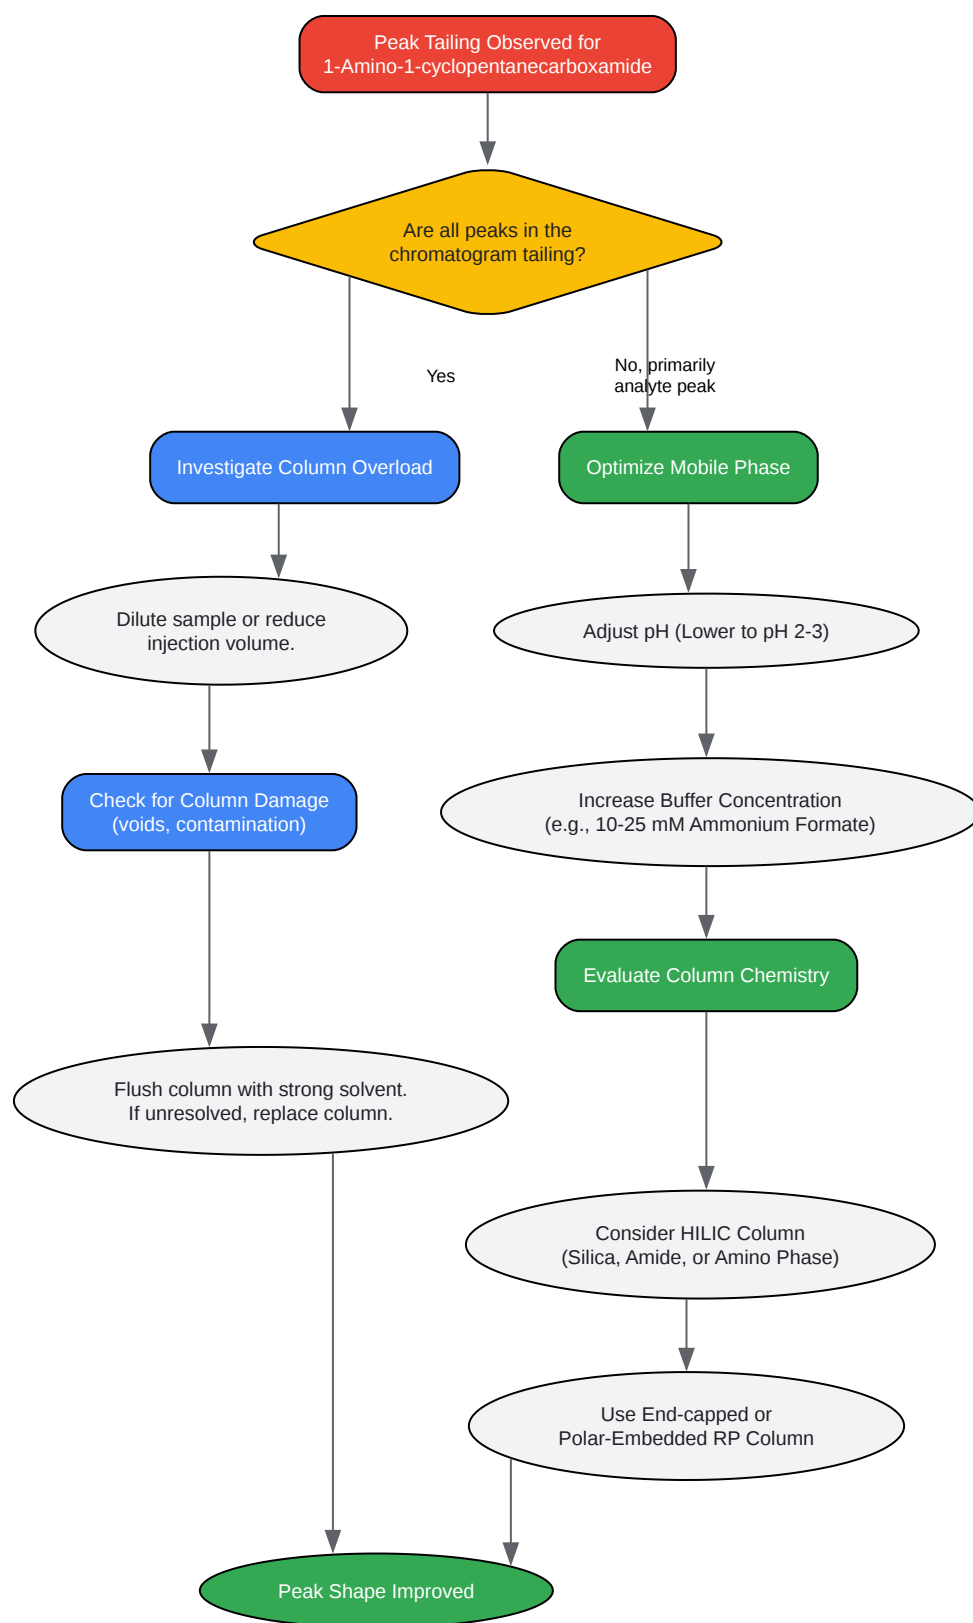 Peak Tailing Observed for
1-Amino-1-cyclopentanecarboxamide
Are all peaks in the
chromatogram tailing?
Yes
No, primarily
analyte peak
Investigate Column Overload
Optimize Mobile Phase
Dilute sample or reduce
injection volume.
Adjust pH (Lower to pH 2-3)
Check for Column Damage
(voids, contamination)
Increase Buffer Concentration
(e.g., 10-25 mM Ammonium Formate)
Evaluate Column Chemistry
Flush column with strong solvent.
If unresolved, replace column.
Consider HILIC Column
(Silica, Amide, or Amino Phase)
Use End-capped or
Polar-Embedded RP Column
Peak Shape Improved